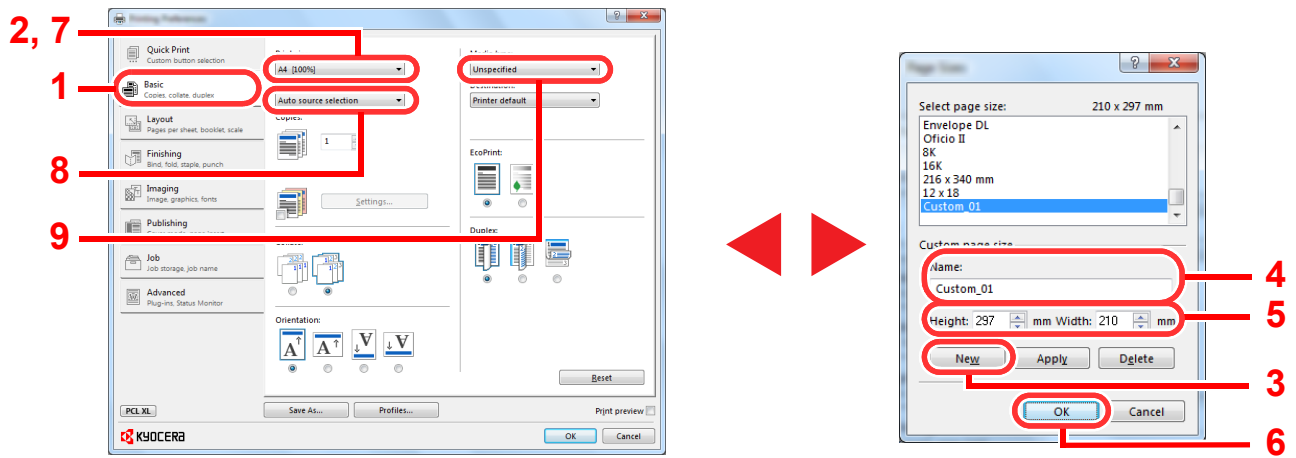 2, 7
1
8
9
Printing Preferences
Quick Print
Custom button selection
Basic
Copies, collate, duplex
Layout
Pages per sheet, booklet, scale
Finishing
Bind, fold, staple, punch
Imaging
Image, graphics, fonts
Publishing
Job
Job storage, job name
Advanced
Plug-ins, Status Monitor
A4 [100%]
Auto source selection
Copies:
1
Settings...
Collate:
Orientation:
Unspecified
Destination:
Printer default
EcoPrint:
Duplex:
Reset
PCL XL
Save As...
Profiles...
Print preview
KYOCERA
OK
Cancel
Page Sizes
Select page size:
210 x 297 mm
Envelope DL
Oficio II
8K
16K
216 x 340 mm
12 x 18
Custom_01
Custom page size
Name:
Custom_01
Height: 297 mm Width: 210 mm
New
Apply
Delete
OK
Cancel
4
5
3
6